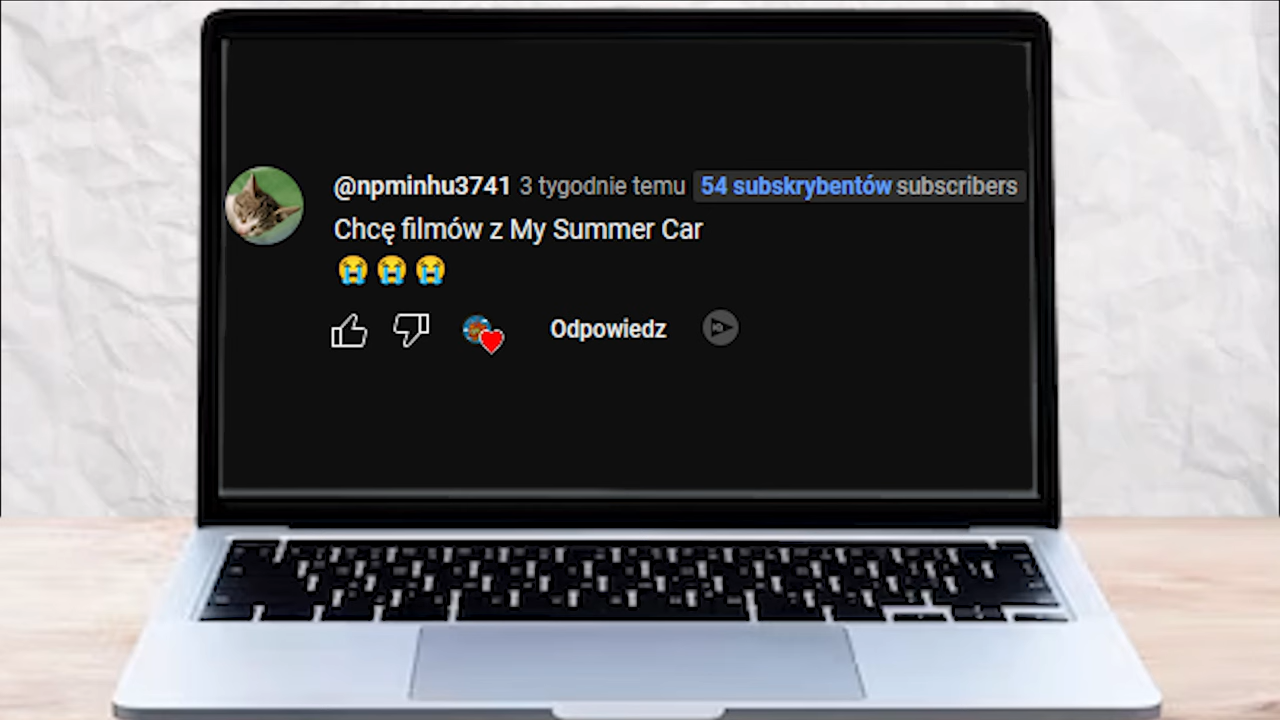 @npminhu3741 3 tygodnie temu 54 subskrybentów subscribers
Chcę filmów z My Summer Car
😭😭😭
Odpowiedz